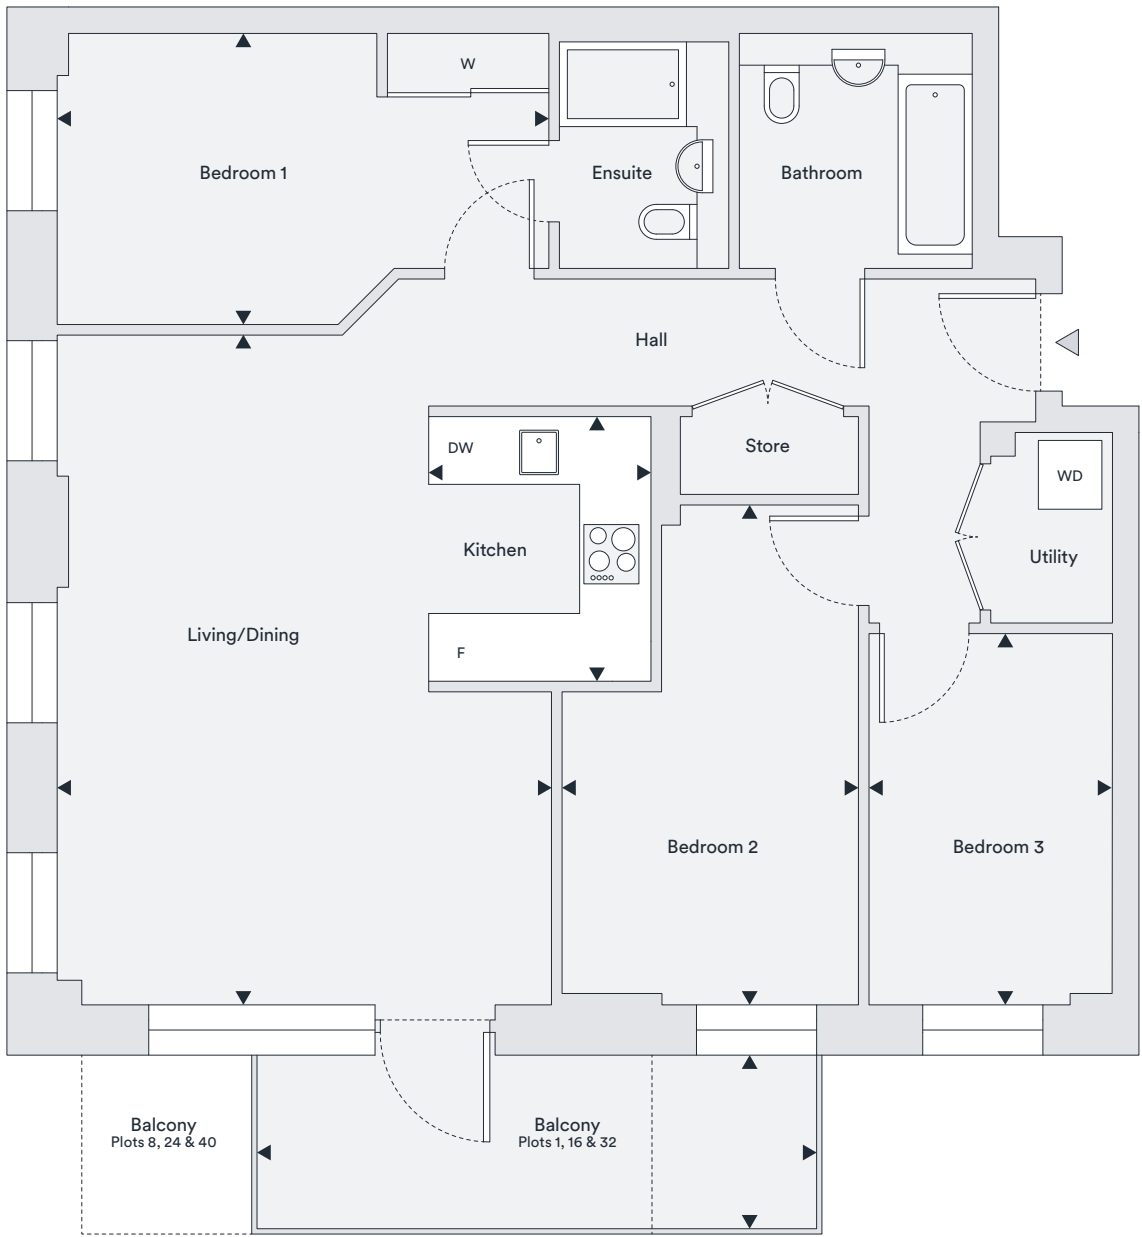 W
Bedroom 1
Ensuite
Bathroom
Hall
DW
Store
WD
Kitchen
Utility
Living/Dining
F
Bedroom 2
Bedroom 3
Balcony
Plots 8, 24 & 40
Balcony
Plots 1, 16 & 32